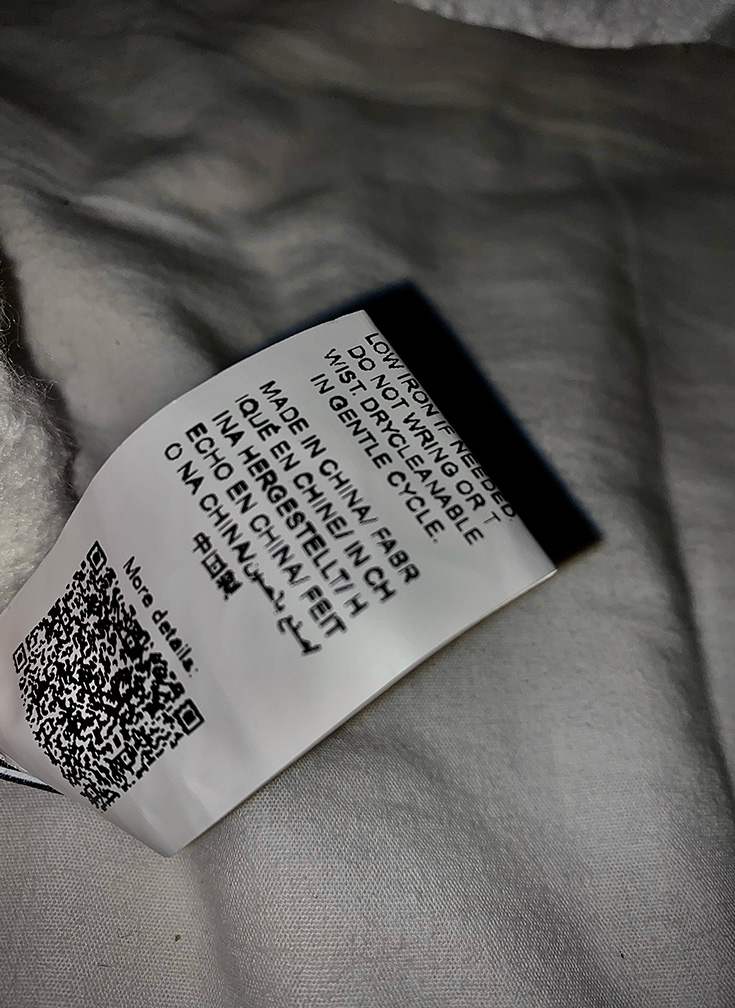 LOW IRON IF NEEDED.
DO NOT WRING OR T
WIST. DRYCLEANABLE
IN GENTLE CYCLE.
MADE IN CHINA/ FABR
IQUÉ EN CHINE/ IN CH
INA HERGESTELLT/ H
ECHO EN CHINA/ FEIT
O NA CHINA/
中国製
More details: